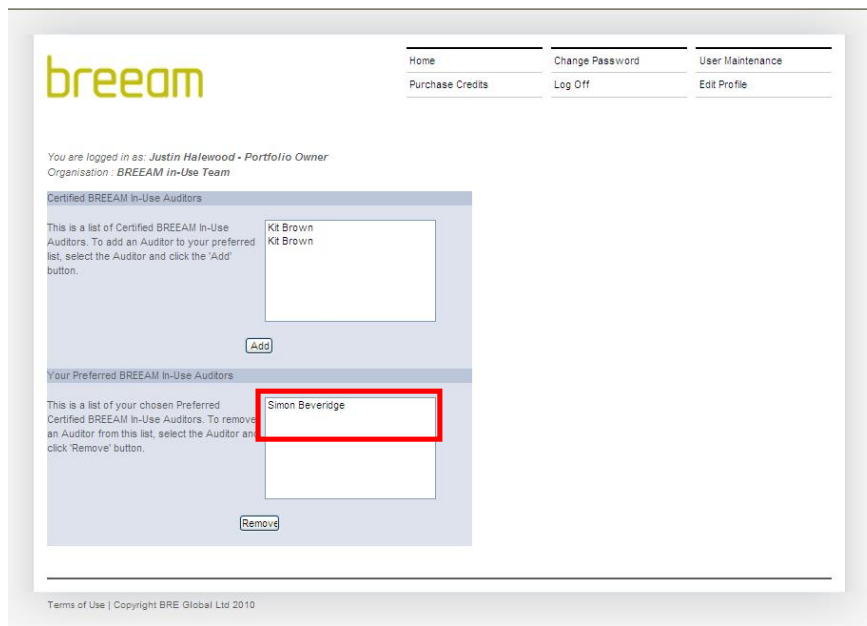 breeam
Home
Change Password
User Maintenance
Purchase Credits
Log Off
Edit Profile
You are logged in as: Justin Halewood - Portfolio Owner
Organisation : BREEAM in-Use Team
Certified BREEAM In-Use Auditors
This is a list of Certified BREEAM In-Use
Auditors. To add an Auditor to your preferred
list, select the Auditor and click the 'Add'
button.
Kit Brown
Kit Brown
Add
Your Preferred BREEAM In-Use Auditors
This is a list of your chosen Preferred
Certified BREEAM In-Use Auditors. To remove
an Auditor from this list, select the Auditor and
click 'Remove' button.
Simon Beveridge
Remove
Terms of Use | Copyright BRE Global Ltd 2010